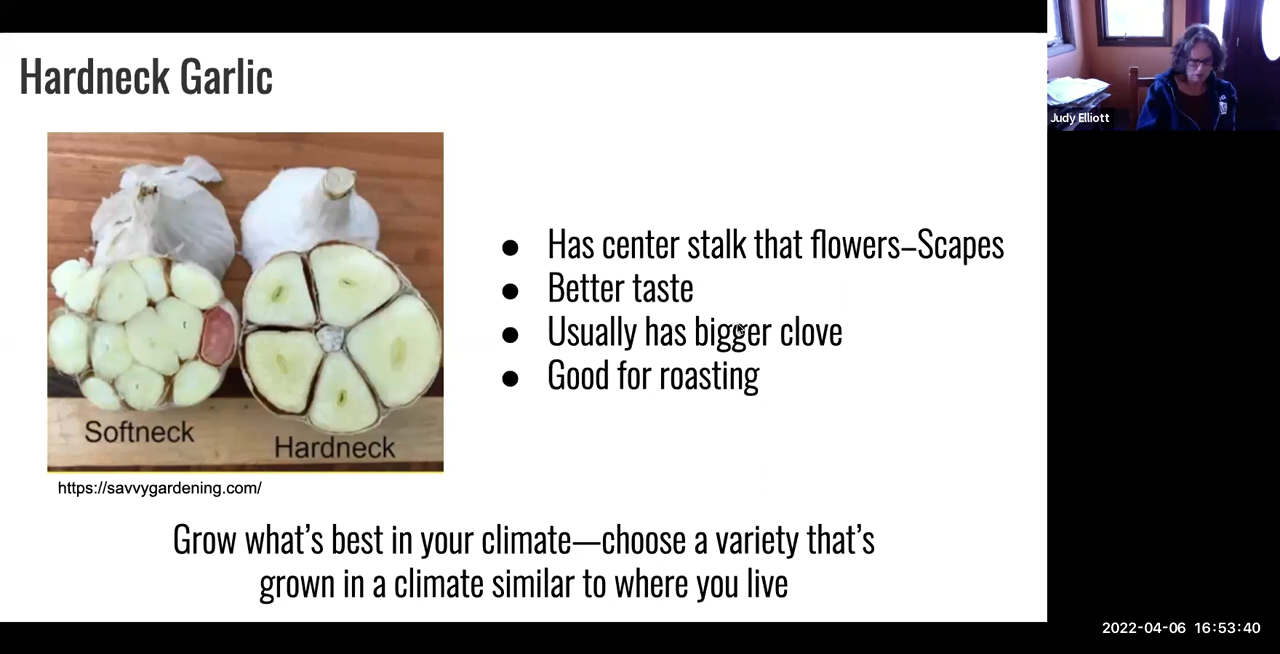 Hardneck Garlic
Judy Elliott
● Has center stalk that flowers–Scapes
● Better taste
● Usually has bigger clove
● Good for roasting
Softneck
Hardneck
https://savvygardening.com/
Grow what’s best in your climate—choose a variety that’s
grown in a climate similar to where you live
2022-04-06 16:53:40